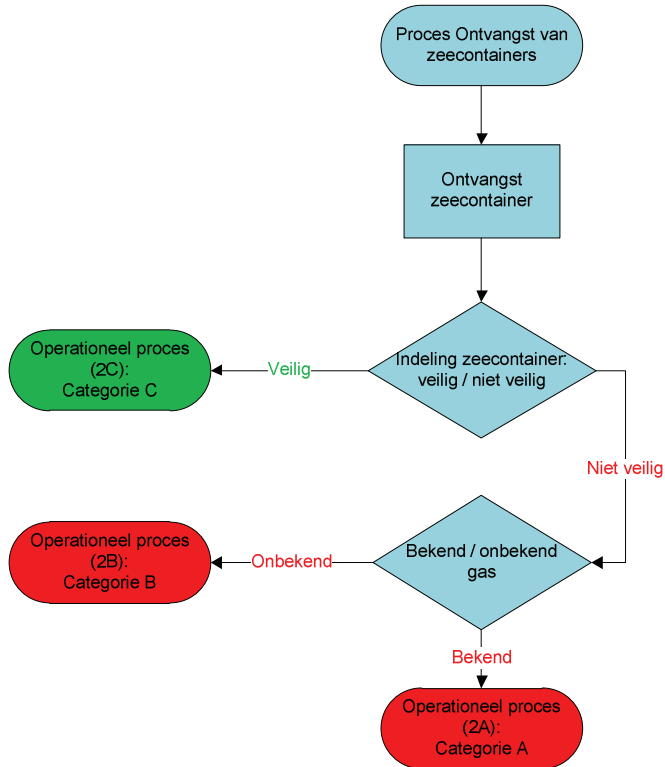 Proces Ontvangst van
zeecontainers
Ontvangst
zeecontainer
Indeling zeecontainer:
veilig / niet veilig
Veilig
Operationeel proces
(2C):
Categorie C
Niet veilig
Bekend / onbekend
gas
Onbekend
Operationeel proces
(2B):
Categorie B
Bekend
Operationeel proces
(2A):
Categorie A